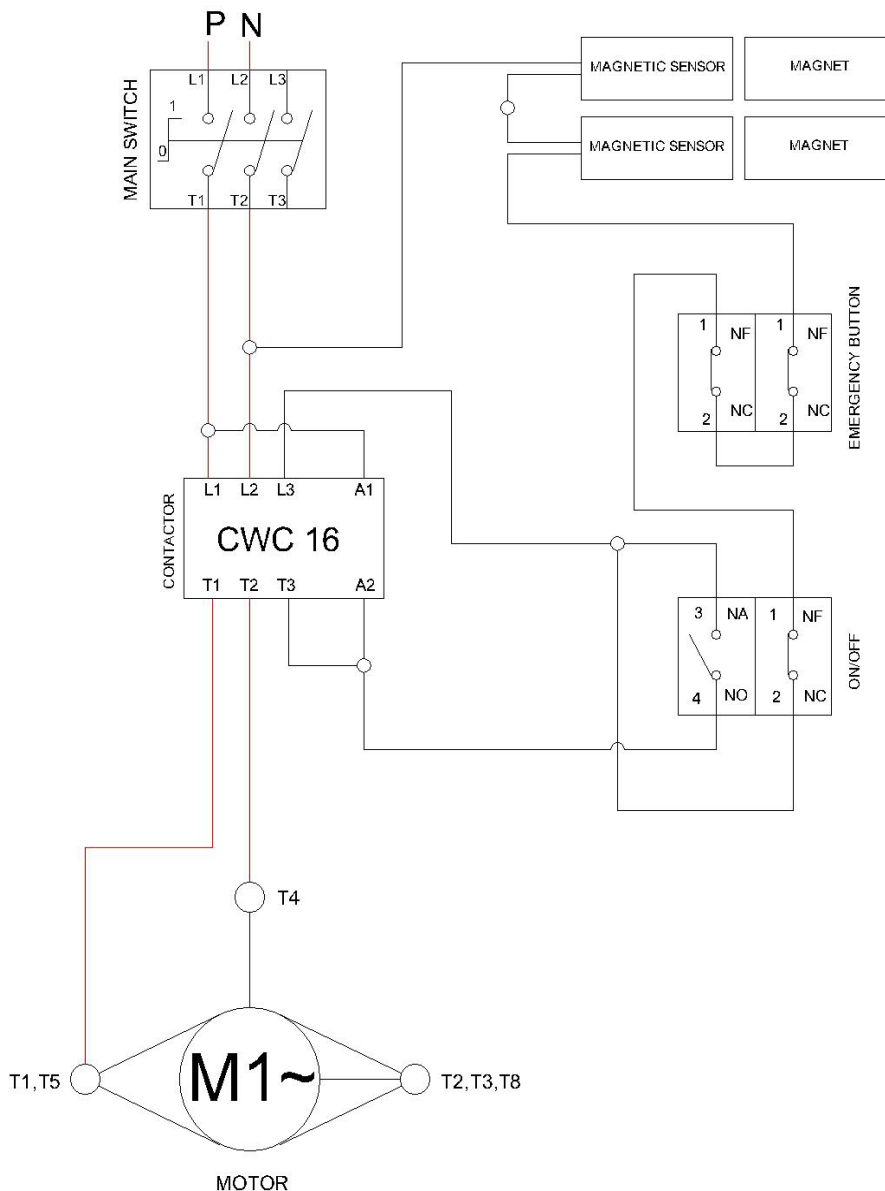 P N
L1 L2 L3
1
0
T1 T2 T3
MAIN SWITCH
MAGNETIC SENSOR
MAGNET
MAGNETIC SENSOR
MAGNET
1 NF 1 NF
2 NC 2 NC
EMERGENCY BUTTON
L1 L2 L3 A1
CWC 16
T1 T2 T3 A2
CONTACTOR
3 NA 1 NF
4 NO 2 NC
ON/OFF
T4
M1~
T1,T5
T2,T3,T8
MOTOR